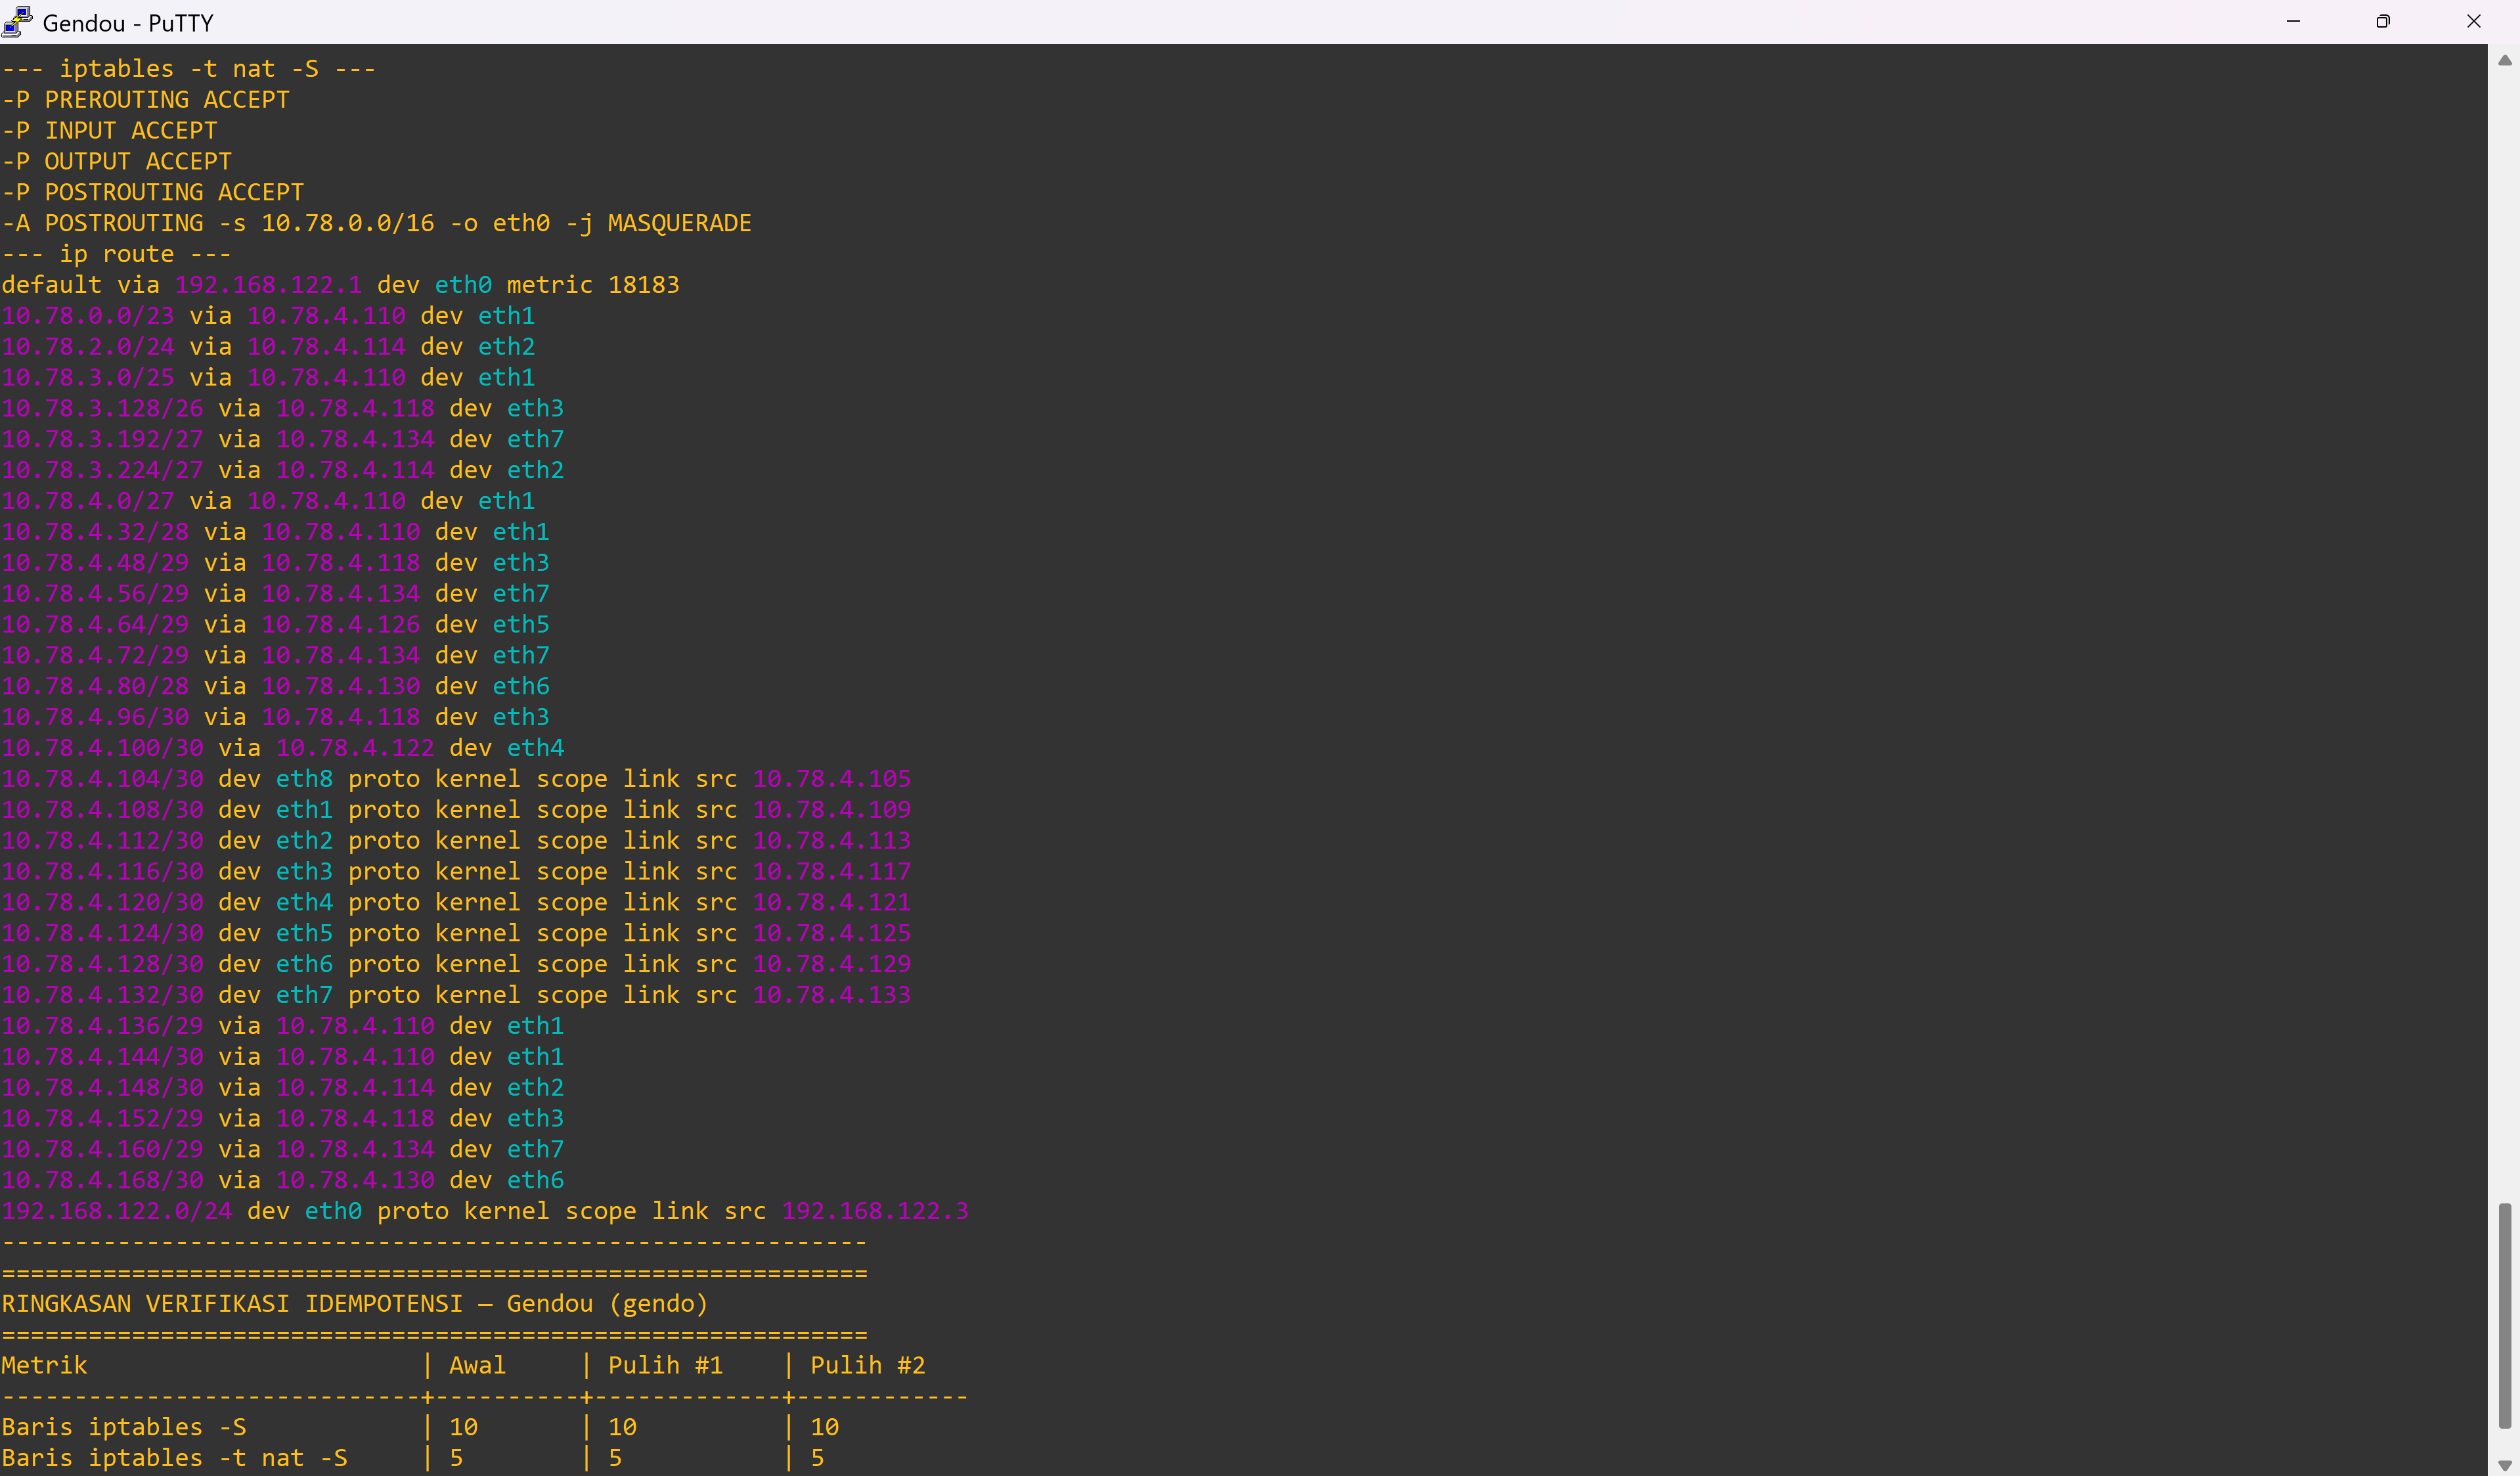 Gendou - PuTTY
--- iptables -t nat -S ---
-P PREROUTING ACCEPT
-P INPUT ACCEPT
-P OUTPUT ACCEPT
-P POSTROUTING ACCEPT
-A POSTROUTING -s 10.78.0.0/16 -o eth0 -j MASQUERADE
--- ip route ---
default via 192.168.122.1 dev eth0 metric 18183
10.78.0.0/23 via 10.78.4.110 dev eth1
10.78.2.0/24 via 10.78.4.114 dev eth2
10.78.3.0/25 via 10.78.4.110 dev eth1
10.78.3.128/26 via 10.78.4.118 dev eth3
10.78.3.192/27 via 10.78.4.134 dev eth7
10.78.3.224/27 via 10.78.4.114 dev eth2
10.78.4.0/27 via 10.78.4.110 dev eth1
10.78.4.32/28 via 10.78.4.110 dev eth1
10.78.4.48/29 via 10.78.4.118 dev eth3
10.78.4.56/29 via 10.78.4.134 dev eth7
10.78.4.64/29 via 10.78.4.126 dev eth5
10.78.4.72/29 via 10.78.4.134 dev eth7
10.78.4.80/28 via 10.78.4.130 dev eth6
10.78.4.96/30 via 10.78.4.118 dev eth3
10.78.4.100/30 via 10.78.4.122 dev eth4
10.78.4.104/30 dev eth8 proto kernel scope link src 10.78.4.105
10.78.4.108/30 dev eth1 proto kernel scope link src 10.78.4.109
10.78.4.112/30 dev eth2 proto kernel scope link src 10.78.4.113
10.78.4.116/30 dev eth3 proto kernel scope link src 10.78.4.117
10.78.4.120/30 dev eth4 proto kernel scope link src 10.78.4.121
10.78.4.124/30 dev eth5 proto kernel scope link src 10.78.4.125
10.78.4.128/30 dev eth6 proto kernel scope link src 10.78.4.129
10.78.4.132/30 dev eth7 proto kernel scope link src 10.78.4.133
10.78.4.136/29 via 10.78.4.110 dev eth1
10.78.4.144/30 via 10.78.4.110 dev eth1
10.78.4.148/30 via 10.78.4.114 dev eth2
10.78.4.152/29 via 10.78.4.118 dev eth3
10.78.4.160/29 via 10.78.4.134 dev eth7
10.78.4.168/30 via 10.78.4.130 dev eth6
192.168.122.0/24 dev eth0 proto kernel scope link src 192.168.122.3
------------------------------------------------------------
============================================================
RINGKASAN VERIFIKASI IDEMPOTENSI — Gendou (gendo)
============================================================
Metrik | Awal | Pulih #1 | Pulih #2
-----------------------------+----------+-------------+------------
Baris iptables -S | 10 | 10 | 10
Baris iptables -t nat -S | 5 | 5 | 5